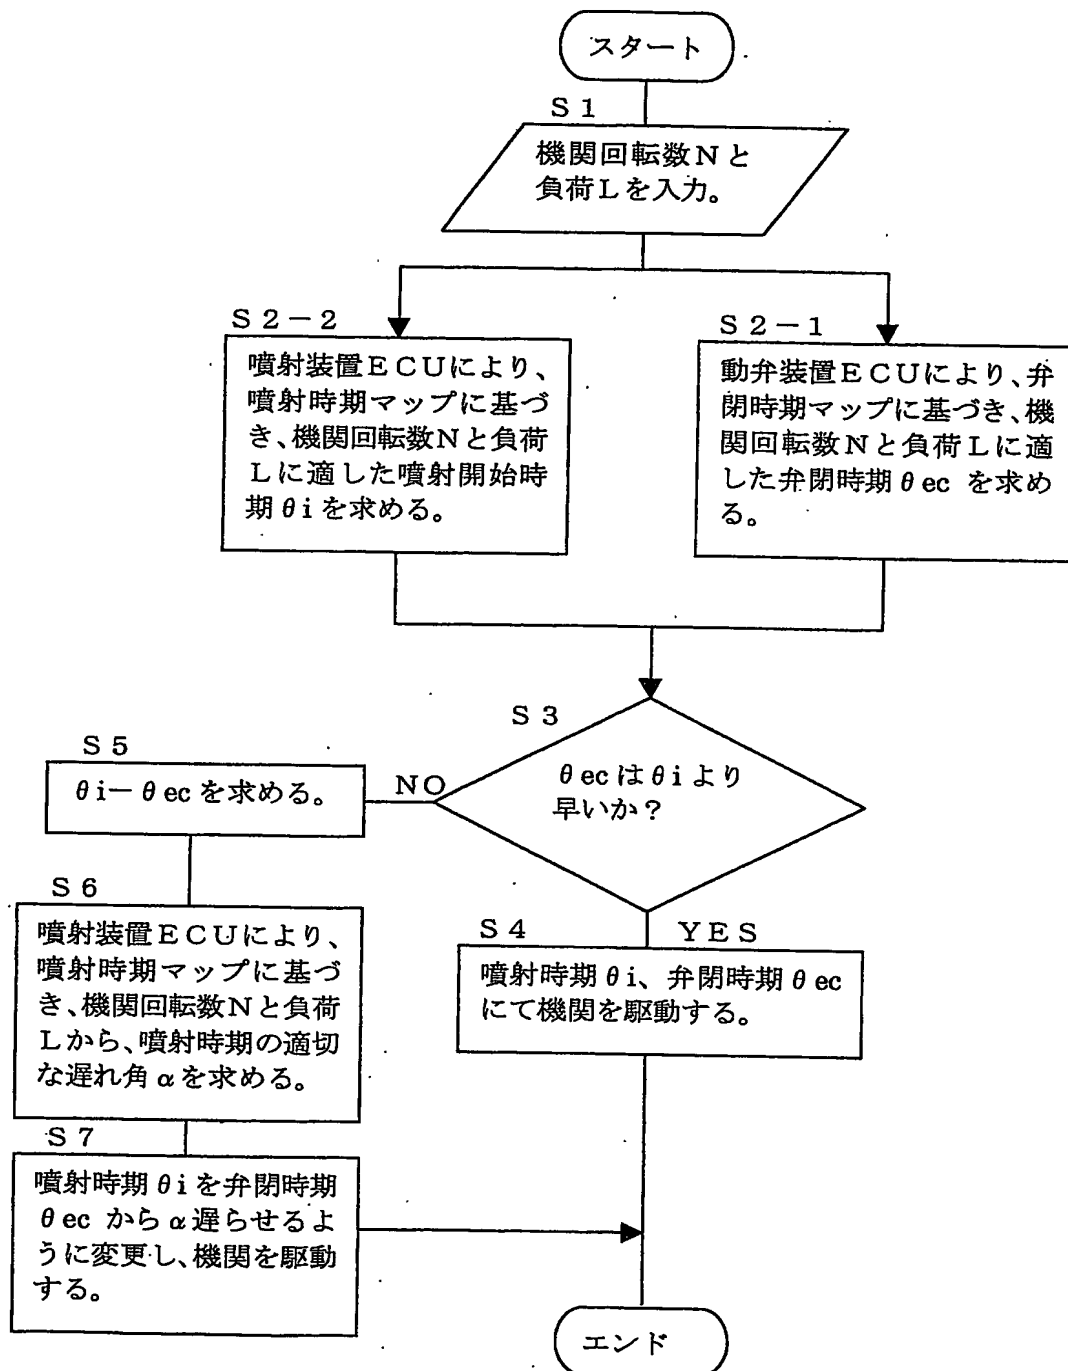 スタート
S1
機関回転数Nと
負荷Lを入力。
S2-2
噴射装置ECUにより、
噴射時期マップに基づ
き、機関回転数Nと負荷
Lに適した噴射開始時
期θiを求める。
S2-1
動弁装置ECUにより、弁
閉時期マップに基づき、機
関回転数Nと負荷Lに適
した弁閉時期θec を求め
る。
S3
θecはθiより
早いか?
NO
S5
θi-θecを求める。
S6
噴射装置ECUにより、
噴射時期マップに基づ
き、機関回転数Nと負荷
Lから、噴射時期の適切
な遅れ角αを求める。
S7
噴射時期θiを弁閉時期
θec からα遅らせるよ
うに変更し、機関を駆動
する。
YES
S4
噴射時期θi、弁閉時期θec
にて機関を駆動する。
エンド